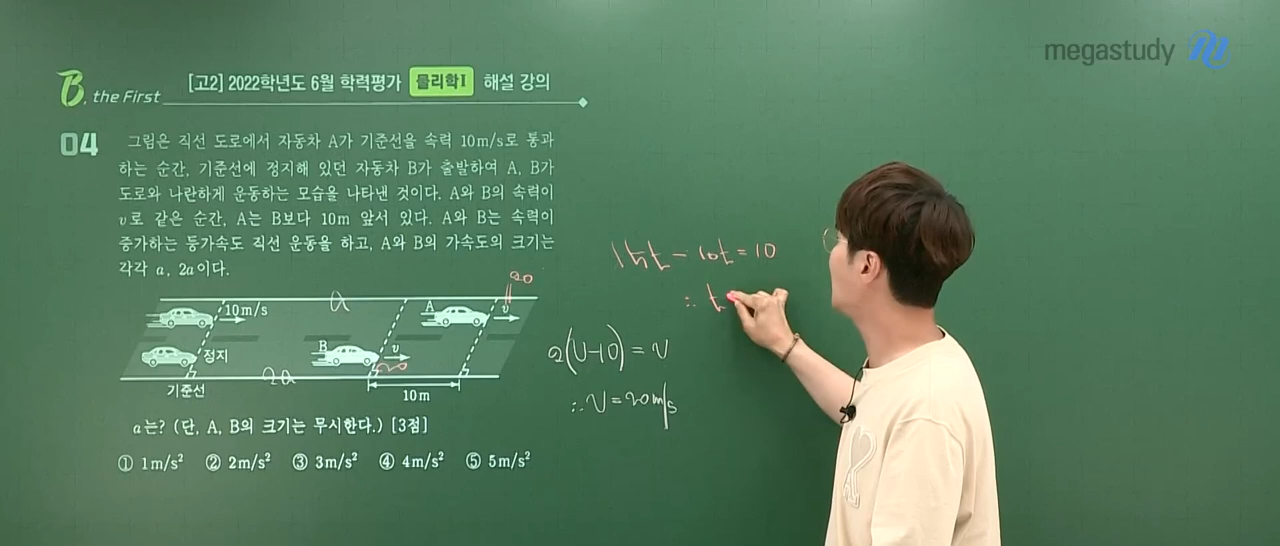 megastudy M
B. the First
[고2] 2022학년도 6월 학력평가 물리학Ⅰ 해설 강의
04
그림은 직선 도로에서 자동차 A가 기준선을 속력 10m/s로 통과
하는 순간, 기준선에 정지해 있던 자동차 B가 출발하여 A, B가
도로와 나란하게 운동하는 모습을 나타낸 것이다. A와 B의 속력이
v로 같은 순간, A는 B보다 10m 앞서 있다. A와 B는 속력이
증가하는 등가속도 직선 운동을 하고, A와 B의 가속도의 크기는
각각 a, 2a이다.
20
10m/s
a
A
v
정지
B
v
20
기준선
2a
10m
a는? (단, A, B의 크기는 무시한다.) [3점]
① 1m/s² ② 2m/s² ③ 3m/s² ④ 4m/s² ⑤ 5m/s²
15t - 10t = 10
∴ t
2(v-10) = v
∴ v = 20m/s